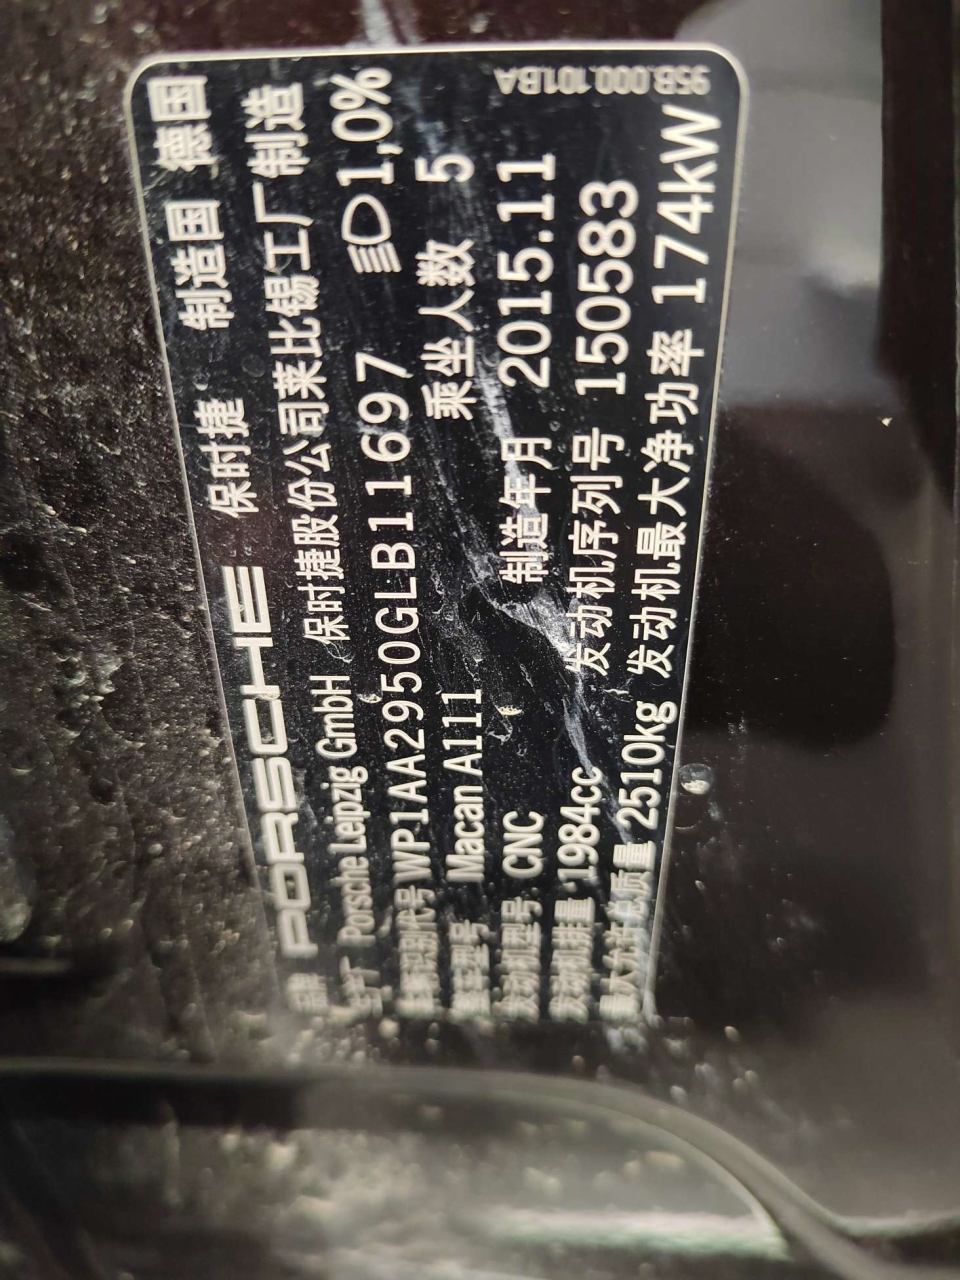 品牌 PORSCHE 保时捷 制造国 德国
生产厂 Porsche Leipzig GmbH 保时捷股份公司莱比锡工厂制造
车辆识别代号 WP1AA2950GLB11697 1,0%
整车型号 Macan A111 乘坐人数 5
发动机型号 CNC 制造年月 2015.11
发动机排量 1984cc 发动机序列号 150583
最大允许总质量 2510kg 发动机最大净功率 174kW
95B.000.101.BA